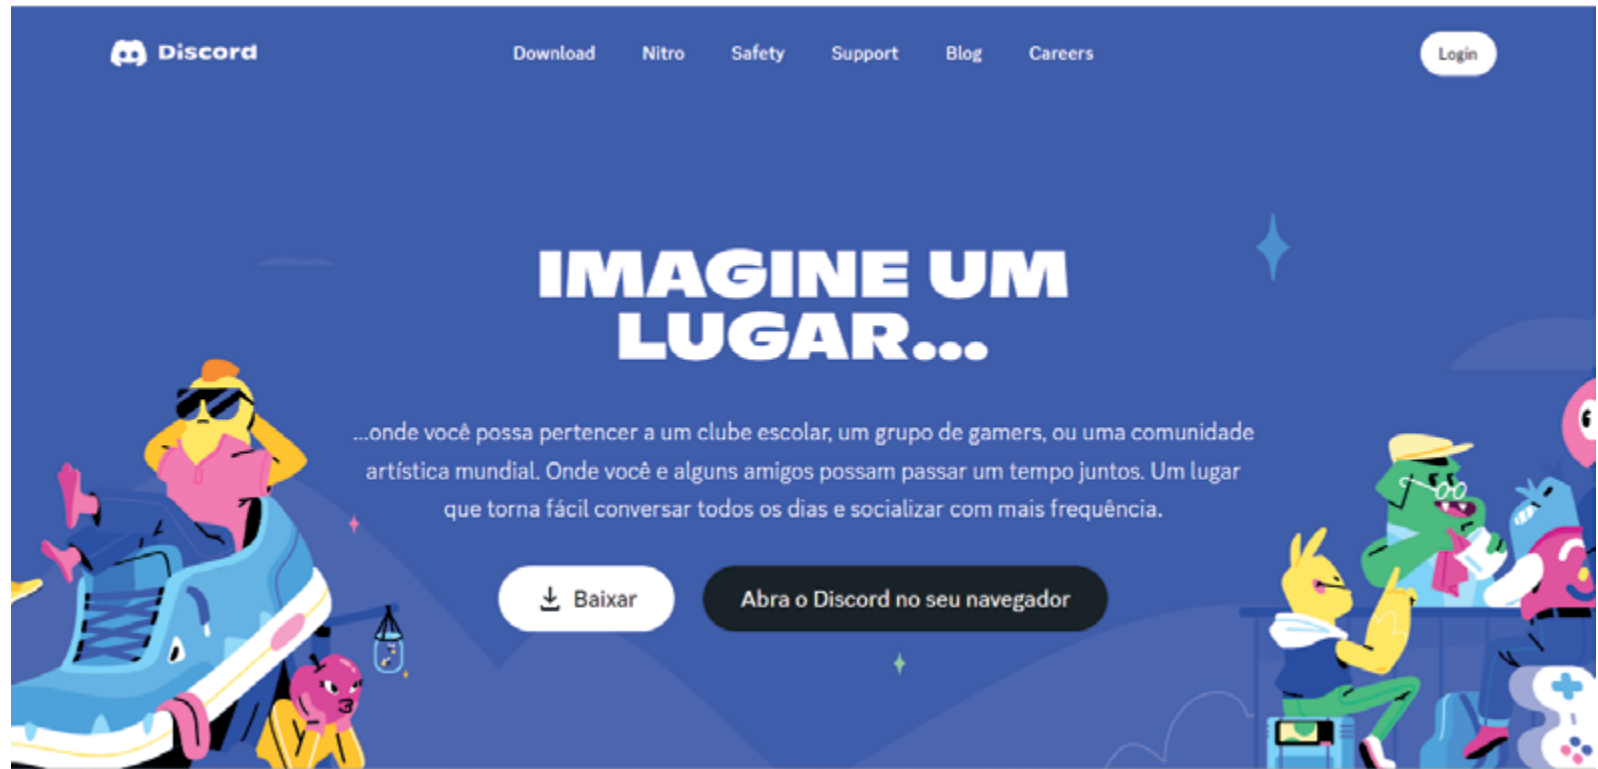 Discord
Download Nitro Safety Support Blog Careers
Login
IMAGINE UM
LUGAR...
...onde você possa pertencer a um clube escolar, um grupo de gamers, ou uma comunidade
artística mundial. Onde você e alguns amigos possam passar um tempo juntos. Um lugar
que torna fácil conversar todos os dias e socializar com mais frequência.
Baixar
Abra o Discord no seu navegador